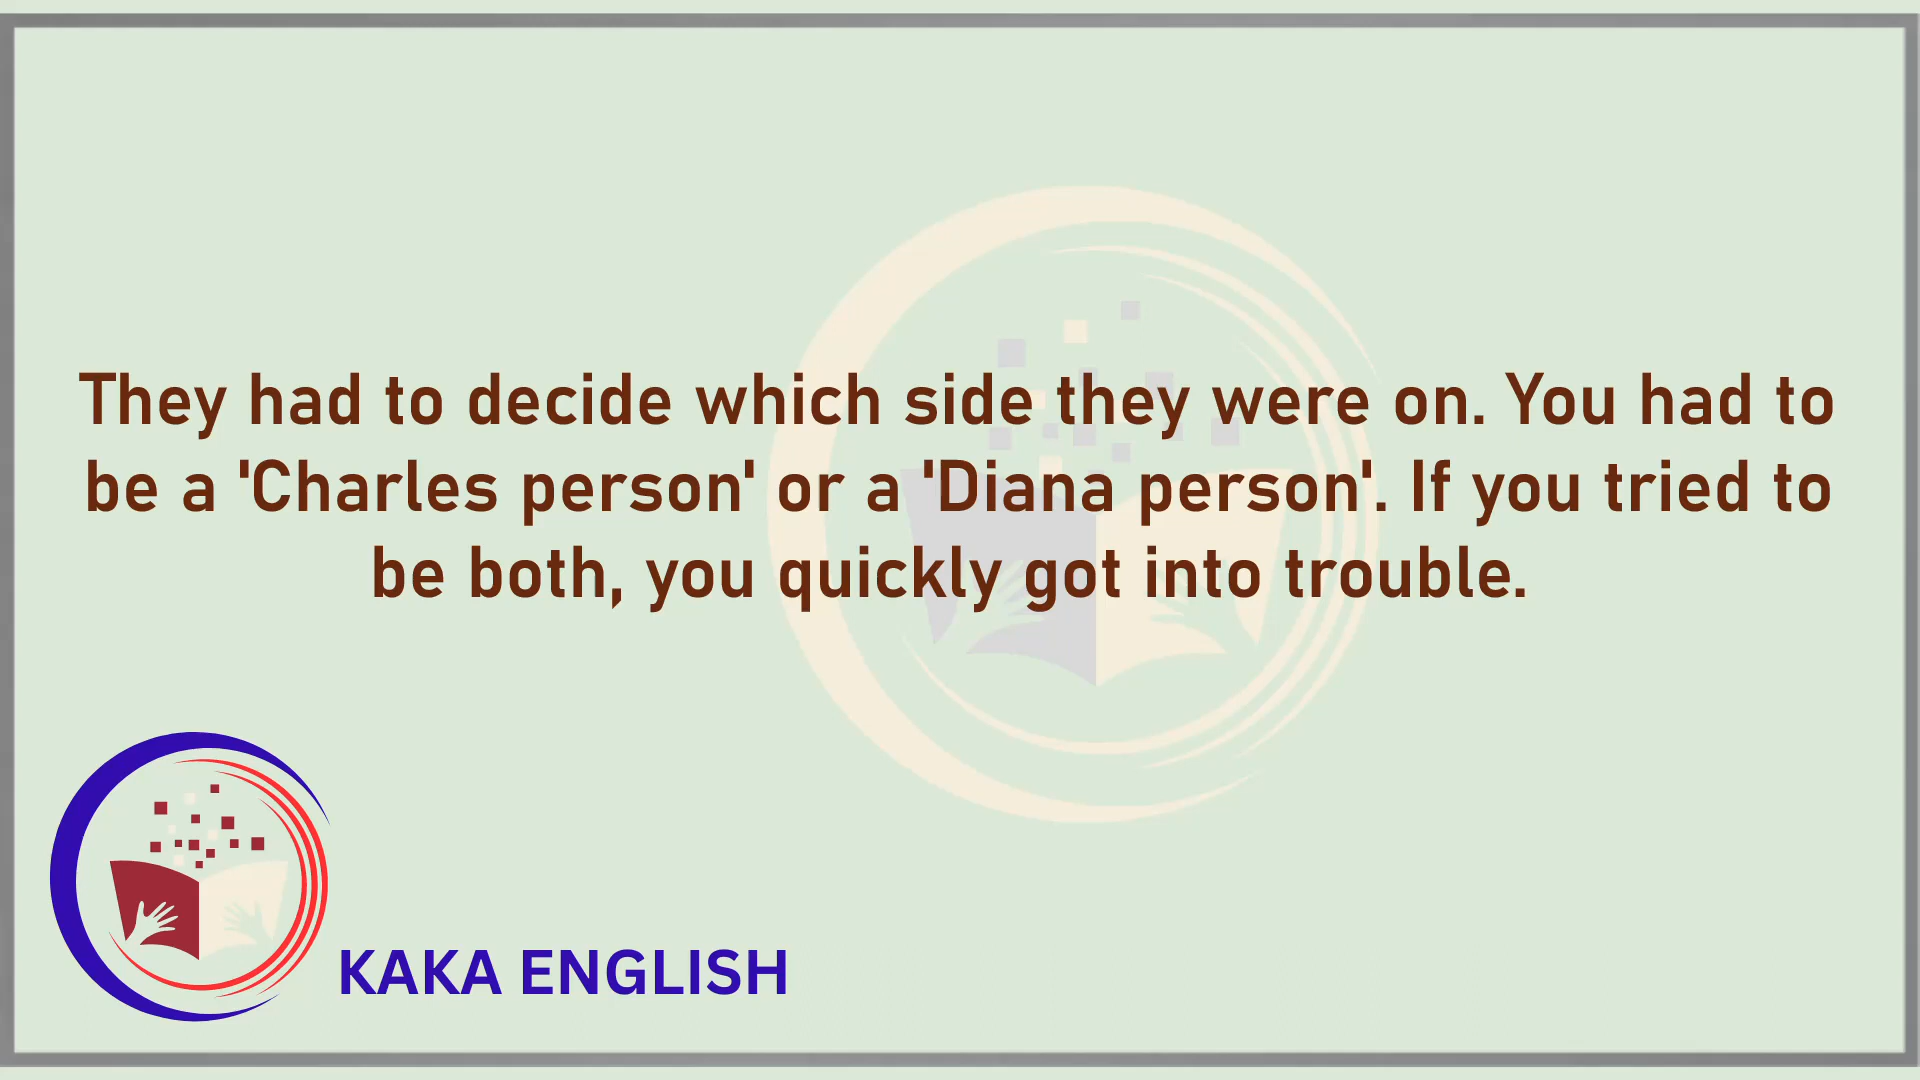 They had to decide which side they were on. You had to
be a 'Charles person' or a 'Diana person'. If you tried to
be both, you quickly got into trouble.
KAKA ENGLISH